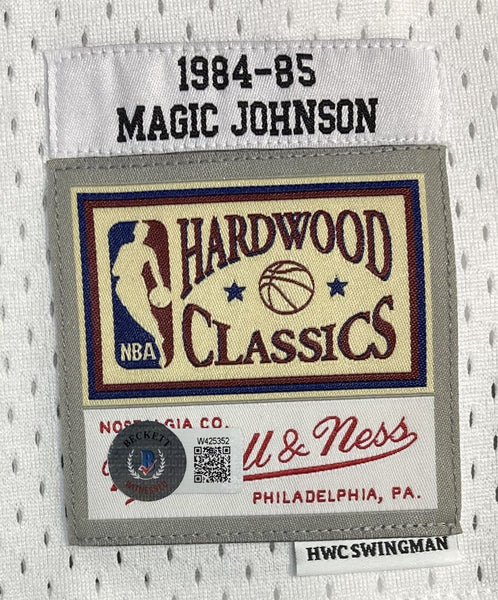 1984-85
MAGIC JOHNSON
HARDWOOD
NBA
CLASSICS
NOSTALGIA CO.
BECKETT
W425352
ll & Ness
PHILADELPHIA, PA.
HWC SWINGMAN